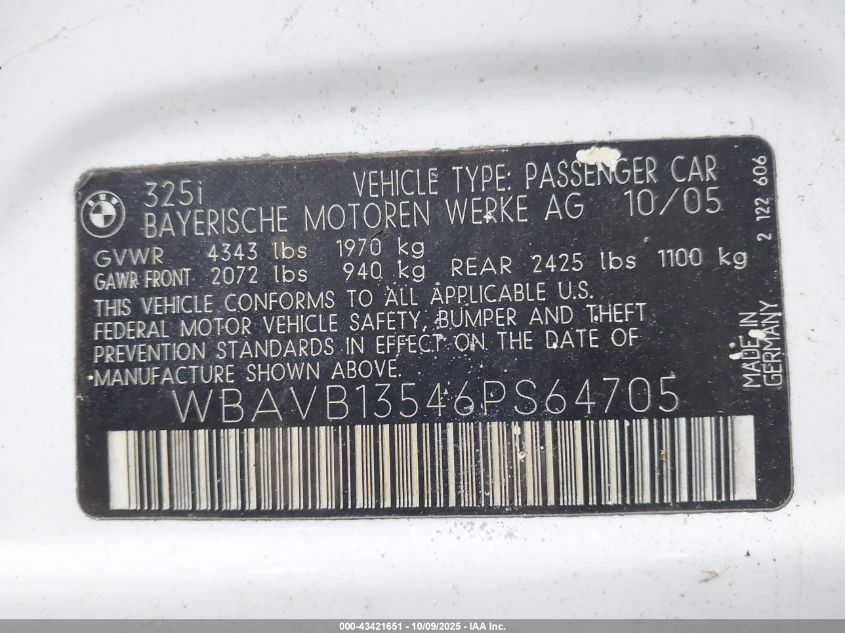 BMW
325i VEHICLE TYPE: PASSENGER CAR
BAYERISCHE MOTOREN WERKE AG 10/05
GVWR 4343 lbs 1970 kg
GAWR FRONT 2072 lbs 940 kg REAR 2425 lbs 1100 kg
THIS VEHICLE CONFORMS TO ALL APPLICABLE U.S.
FEDERAL MOTOR VEHICLE SAFETY, BUMPER AND THEFT
PREVENTION STANDARDS IN EFFECT ON THE DATE OF
MANUFACTURE SHOWN ABOVE.
WBAVB13546PS64705
MADE IN
GERMANY
2 122 606
000-43421651 - 10/09/2025 - IAA Inc.